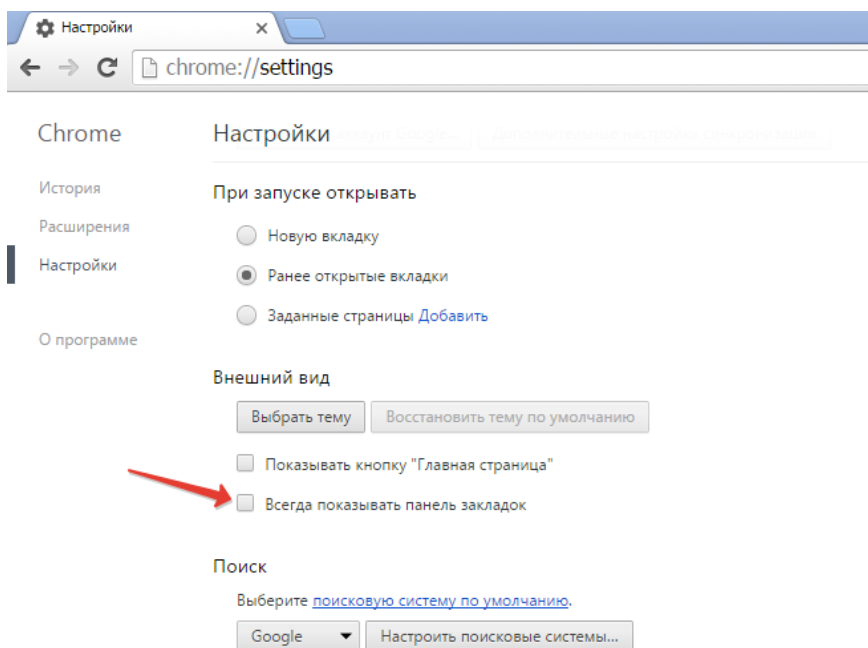 Настройки
chrome://settings
Chrome
Настройки
История
Расширения
Настройки
О программе
При запуске открывать
Новую вкладку
Ранее открытые вкладки
Заданные страницы Добавить
Внешний вид
Выбрать тему Восстановить тему по умолчанию
Показывать кнопку "Главная страница"
Всегда показывать панель закладок
Поиск
Выберите поисковую систему по умолчанию.
Google Настроить поисковые системы...